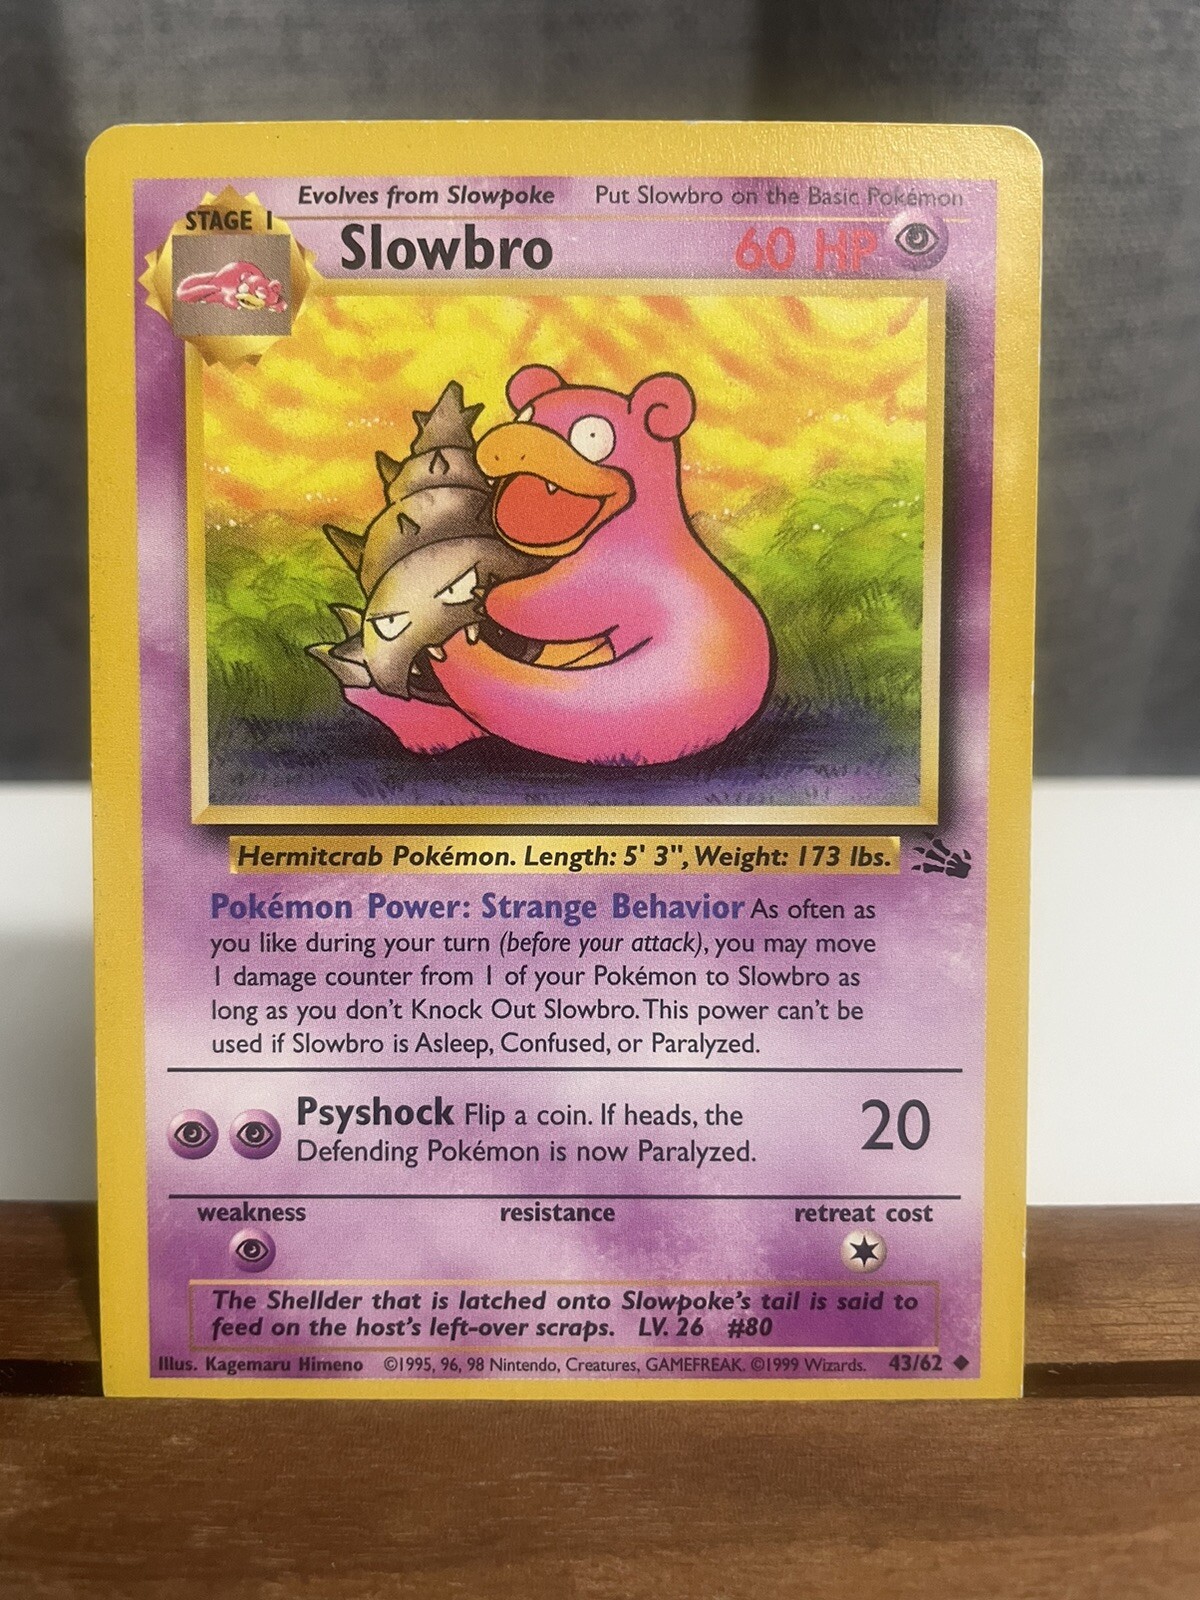 Evolves from Slowpoke Put Slowbro on the Basic Pokémon
STAGE 1
Slowbro 60 HP
Hermitcrab Pokémon. Length: 5' 3", Weight: 173 lbs.
Pokémon Power: Strange Behavior As often as
you like during your turn (before your attack), you may move
1 damage counter from 1 of your Pokémon to Slowbro as
long as you don't Knock Out Slowbro. This power can't be
used if Slowbro is Asleep, Confused, or Paralyzed.
Psyshock Flip a coin. If heads, the 20
Defending Pokémon is now Paralyzed.
weakness resistance retreat cost
The Shellder that is latched onto Slowpoke's tail is said to
feed on the host's left-over scraps. LV. 26 #80
Illus. Kagemaru Himeno ©1995, 96, 98 Nintendo, Creatures, GAMEFREAK. ©1999 Wizards. 43/62